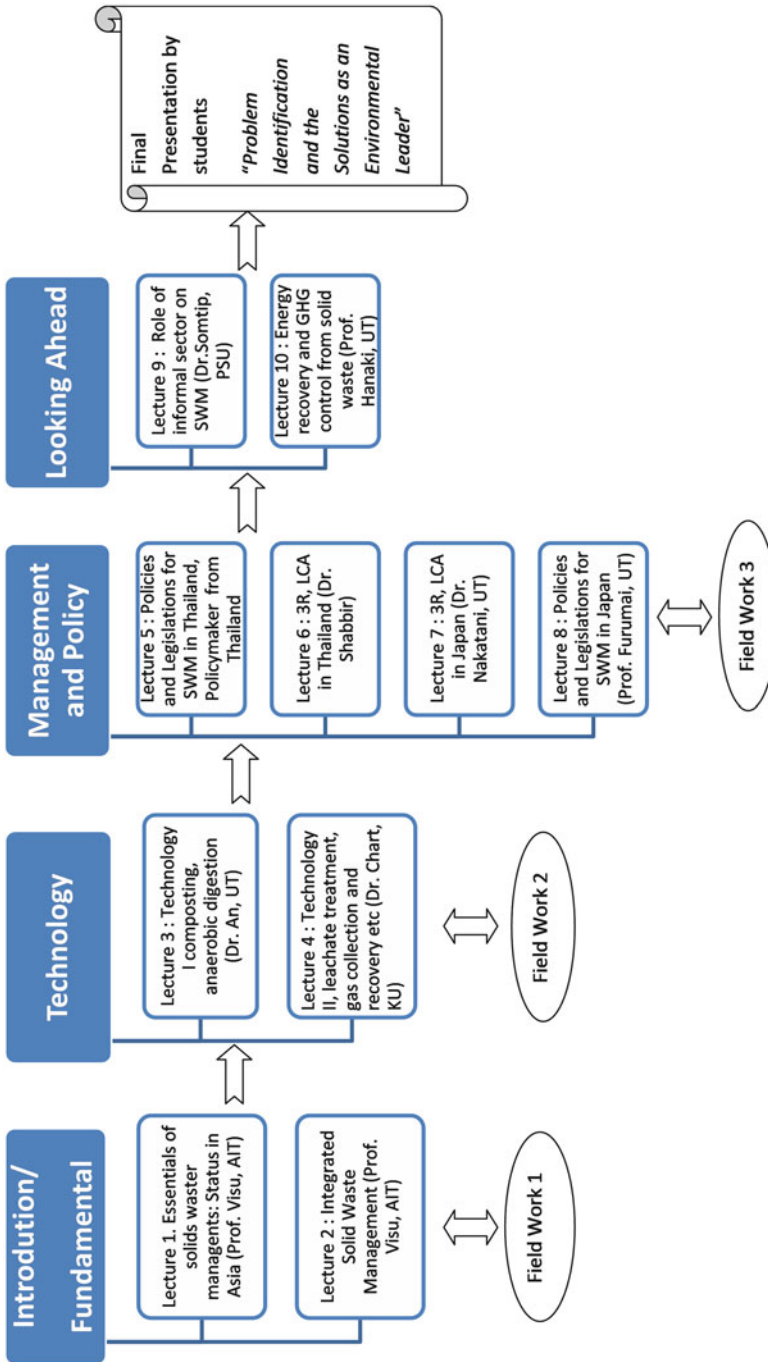 Introdution/
Fundamental
Lecture 1. Essentials of
solids waster
managents: Status in
Asia (Prof. Visu, AIT)
Lecture 2 : Integrated
Solid Waste
Management (Prof.
Visu, AIT)
Field Work 1
Technology
Lecture 3 : Technology
I composting,
anaerobic digestion
(Dr. An, UT)
Lecture 4 : Technology
II, leachate treatment,
gas collection and
recovery etc (Dr. Chart,
KU)
Field Work 2
Management
and Policy
Lecture 5 : Policies
and Legislations for
SWM in Thailand,
Policymaker from
Thailand
Lecture 6 : 3R, LCA
in Thailand (Dr.
Shabbir)
Lecture 7 : 3R, LCA
in Japan (Dr.
Nakatani, UT)
Lecture 8 : Policies
and Legislations for
SWM in Japan
(Prof. Furumai, UT)
Field Work 3
Looking Ahead
Lecture 9 : Role of
informal sector on
SWM (Dr.Somtip,
PSU)
Lecture 10 : Energy
recovery and GHG
control from solid
waste (Prof.
Hanaki, UT)
Final
Presentation by
students
“Problem
Identification
and the
Solutions as an
Environmental
Leader”